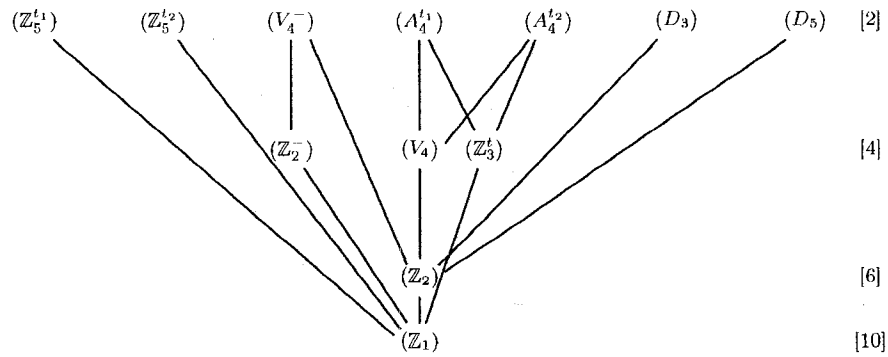 (ℤ₅^{t₁}) (ℤ₅^{t₂}) (V₄⁻) (A₄^{t₁}) (A₄^{t₂}) (D₃) (D₅) [2]
(ℤ₂⁻) (V₄) (ℤ₃^t) [4]
(ℤ₂) [6]
(ℤ₁) [10]